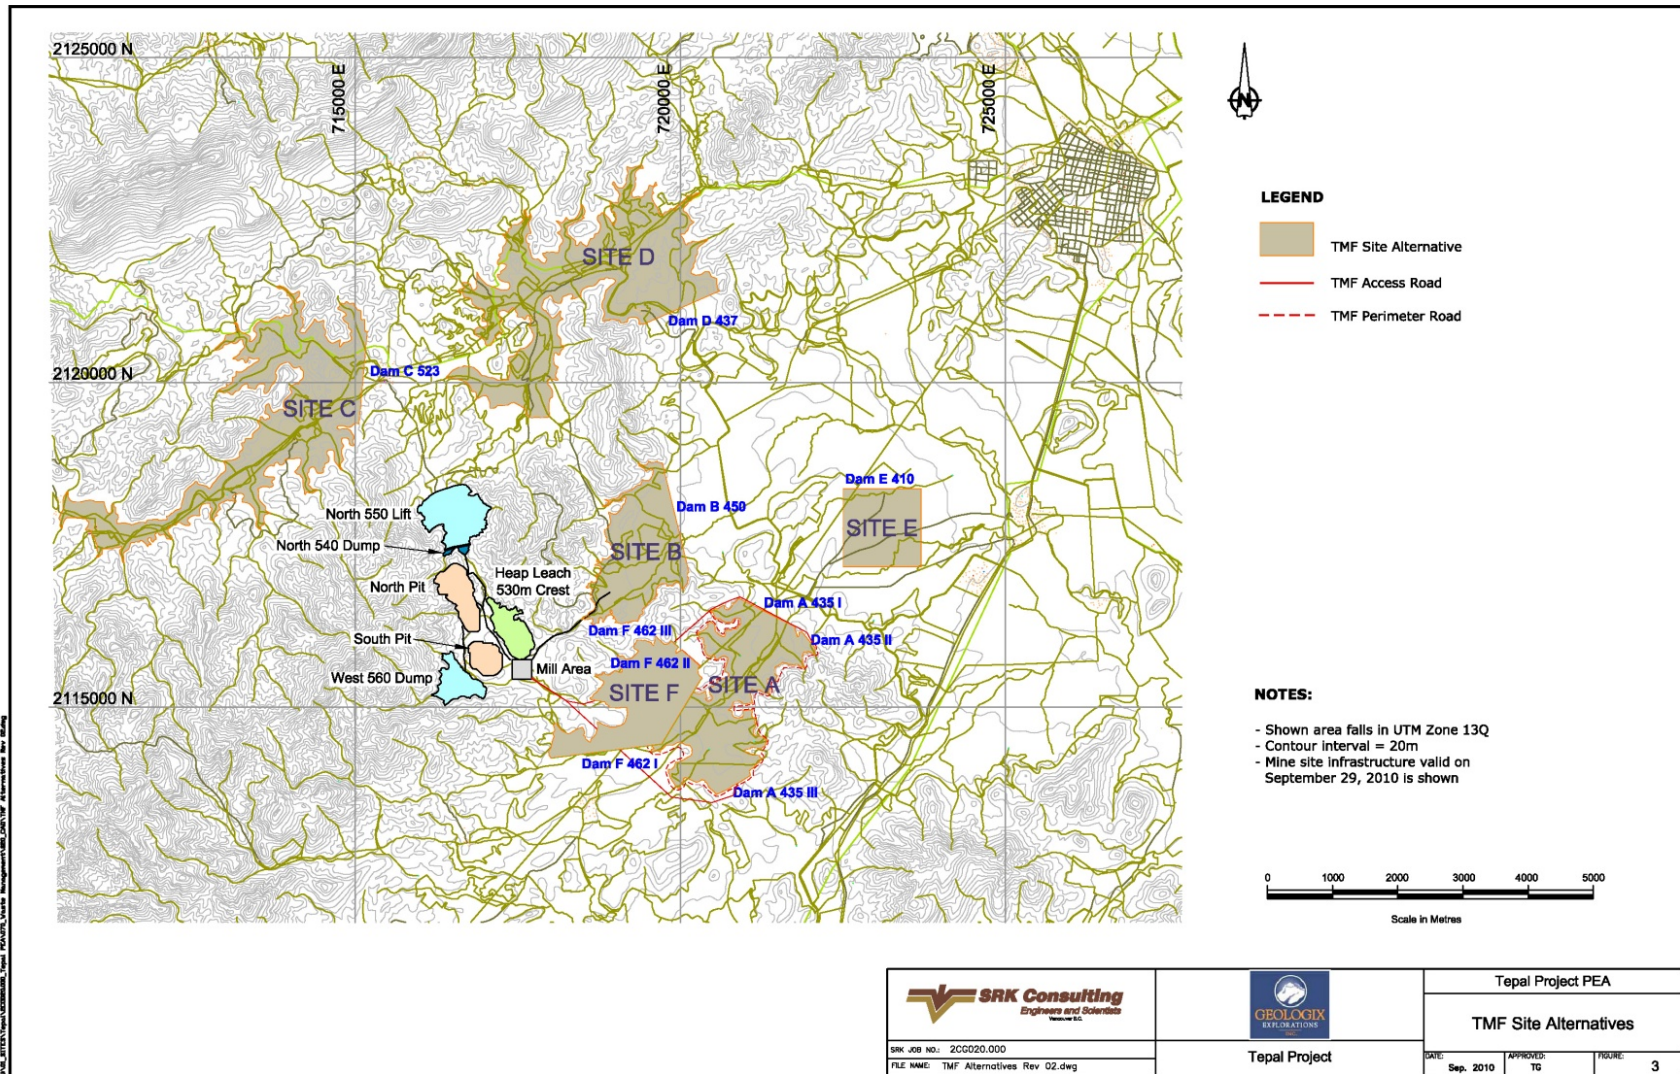 2125000 N
715000 E
720000 E
725000 E
N
LEGEND
TMF Site Alternative
TMF Access Road
TMF Perimeter Road
SITE D
Dam D 437
Dam C 523
2120000 N
SITE C
Dam E 410
North 550 Lift
Dam B 450
SITE E
North 540 Dump
SITE B
Heap Leach
530m Crest
North Pit
Dam A 435 I
Dam F 462 III
South Pit
Dam A 435 II
Dam F 462 II
Mill Area
West 560 Dump
SITE F
SITE A
2115000 N
Dam F 462 I
Dam A 435 III
NOTES:
- Shown area falls in UTM Zone 13Q
- Contour interval = 20m
- Mine site infrastructure valid on
September 29, 2010 is shown
0 1000 2000 3000 4000 5000
Scale in Metres
SRK Consulting
Engineers and Scientists
Vancouver B.C.
SRK JOB NO.: 2CG020.000
FILE NAME: TMF Alternatives Rev 02.dwg
GEOLOGIX
EXPLORATIONS
INC.
Tepal Project
Tepal Project PEA
TMF Site Alternatives
DATE: Sep. 2010
APPROVED: TG
FIGURE: 3